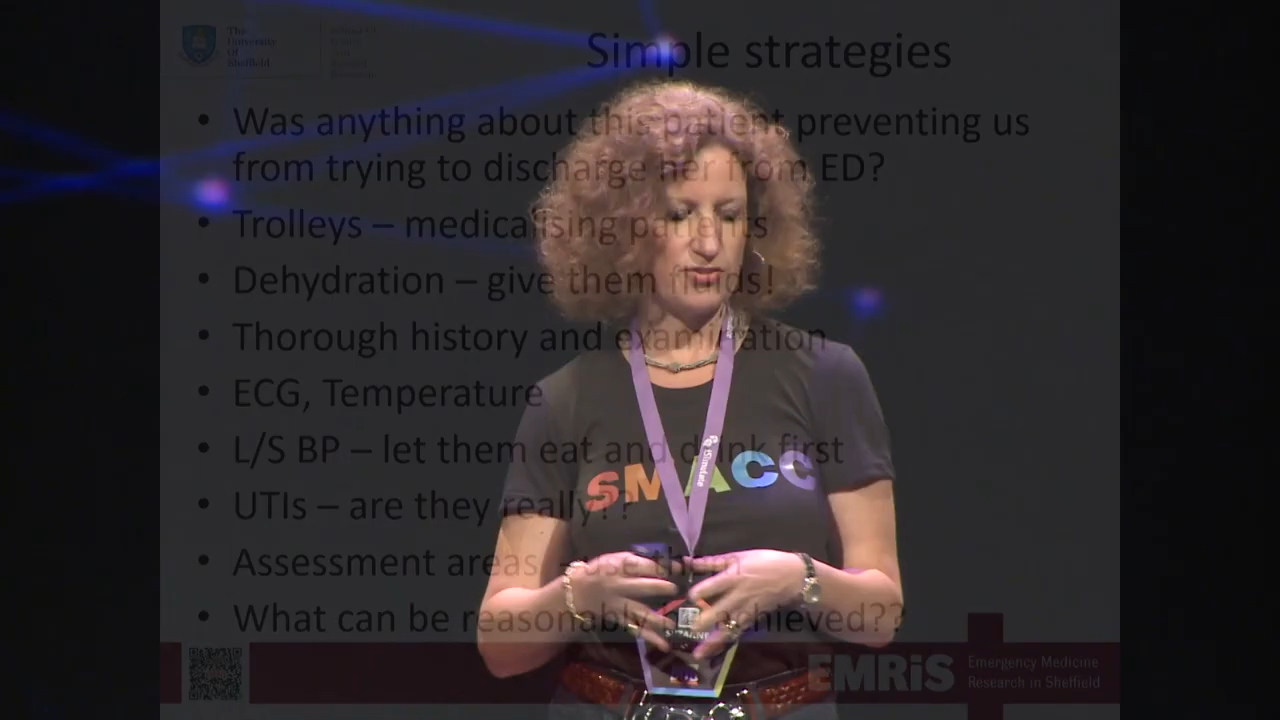 The
University
Of
Sheffield.
Simple strategies
• Was anything about this patient preventing us
from trying to discharge her from ED?
• Trolleys – medicalising patients
• Dehydration – give them fluids!
• Thorough history and examination
• ECG, Temperature
• L/S BP – let them eat and drink first
• UTIs – are they really??
• Assessment areas – use them
• What can be reasonably achieved??
SMACC
iSimulate
SUZANNE
EMRiS
Emergency Medicine
Research in Sheffield